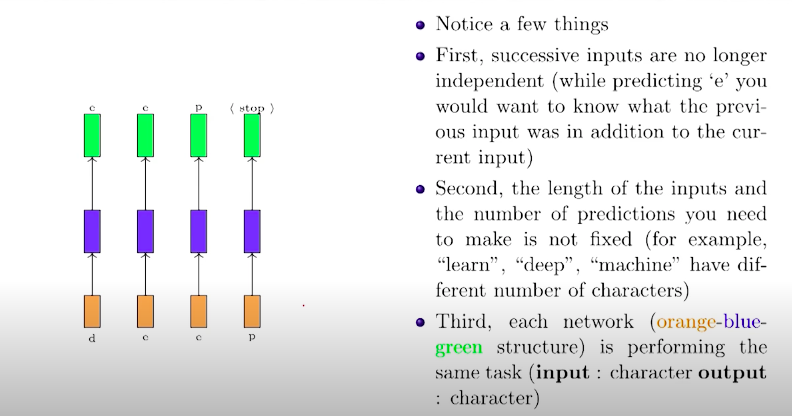 e e p ⟨ stop ⟩
d e e p
Notice a few things
First, successive inputs are no longer
independent (while predicting ‘e’ you
would want to know what the previ-
ous input was in addition to the cur-
rent input)
Second, the length of the inputs and
the number of predictions you need
to make is not fixed (for example,
“learn”, “deep”, “machine” have dif-
ferent number of characters)
Third, each network (orange-blue-
green structure) is performing the
same task (input : character output
: character)